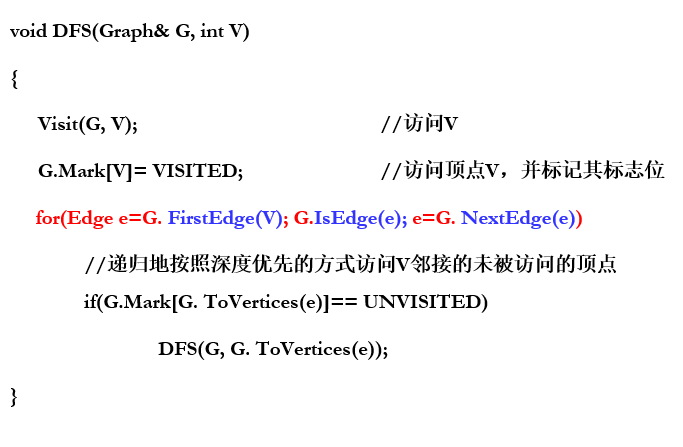 void DFS(Graph& G, int V)
{
Visit(G, V); //访问V
G.Mark[V]= VISITED; //访问顶点V，并标记其标志位
for(Edge e=G. FirstEdge(V); G.IsEdge(e); e=G. NextEdge(e))
//递归地按照深度优先的方式访问V邻接的未被访问的顶点
if(G.Mark[G. ToVertices(e)]== UNVISITED)
DFS(G, G. ToVertices(e));
}